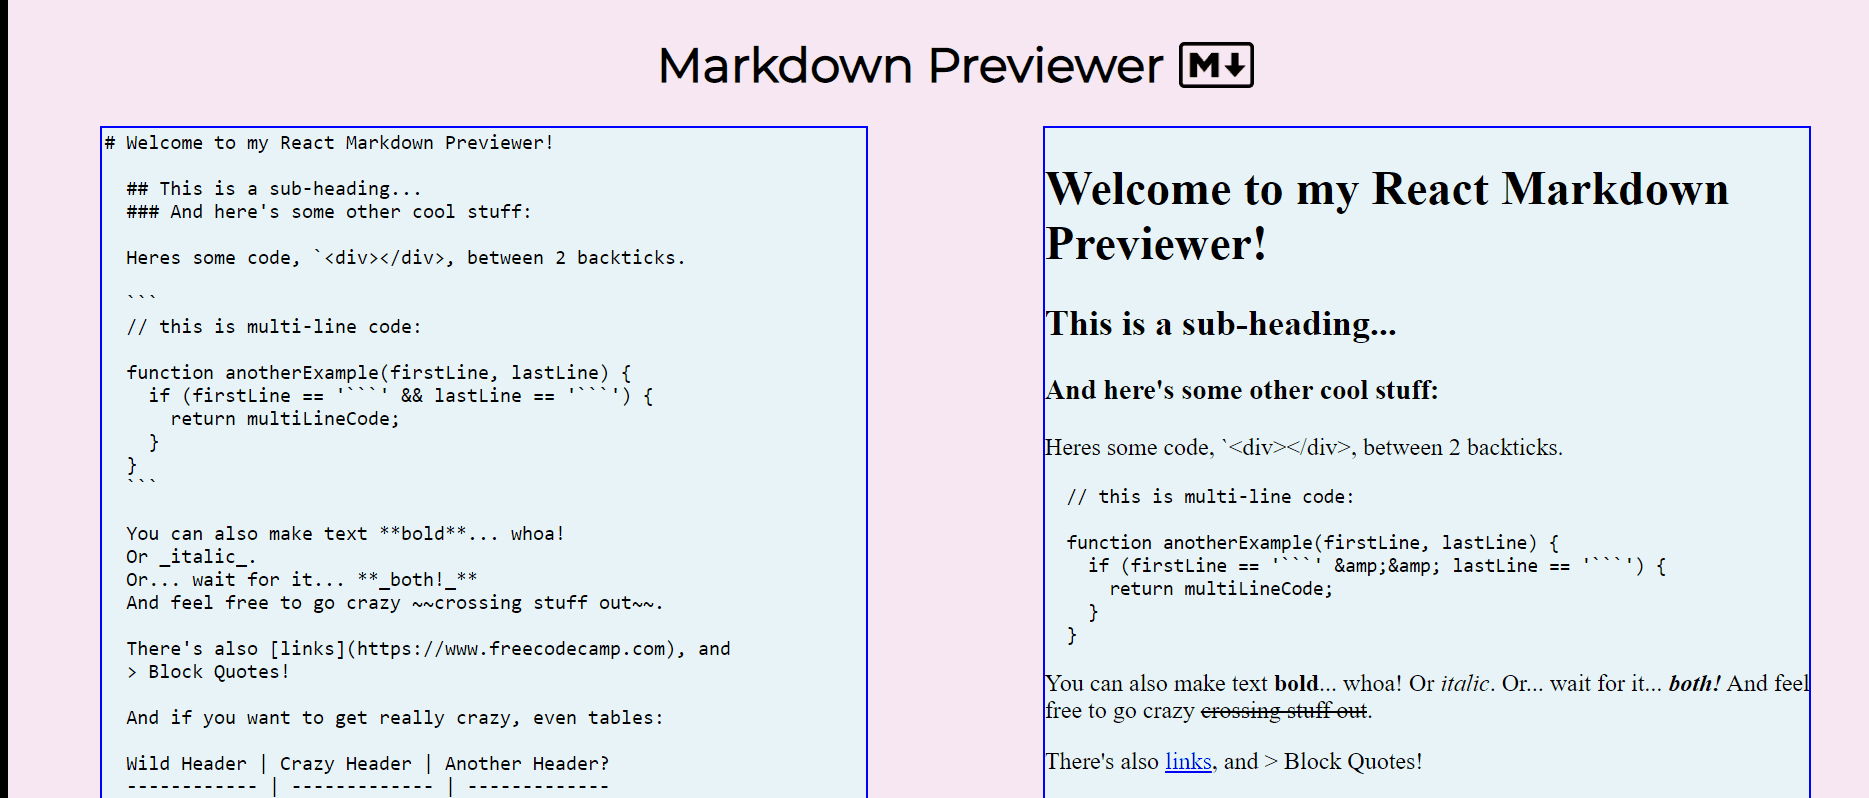 Markdown Previewer M
# Welcome to my React Markdown Previewer!
## This is a sub-heading...
### And here's some other cool stuff:
Heres some code, `<div></div>, between 2 backticks.
```
// this is multi-line code:
function anotherExample(firstLine, lastLine) {
if (firstLine == '```' && lastLine == '```') {
return multiLineCode;
}
}
```
You can also make text **bold**... whoa!
Or _italic_.
Or... wait for it... **_both!_**
And feel free to go crazy ~~crossing stuff out~~.
There's also [links](https://www.freecodecamp.com), and
> Block Quotes!
And if you want to get really crazy, even tables:
Wild Header | Crazy Header | Another Header?
------------ | ------------- | -------------
Welcome to my React Markdown
Previewer!
This is a sub-heading...
And here's some other cool stuff:
Heres some code, `<div></div>, between 2 backticks.
// this is multi-line code:
function anotherExample(firstLine, lastLine) {
if (firstLine == '```' &amp;&amp; lastLine == '```') {
return multiLineCode;
}
}
You can also make text bold... whoa! Or italic. Or... wait for it... both! And feel
free to go crazy crossing stuff out.
There's also links, and > Block Quotes!